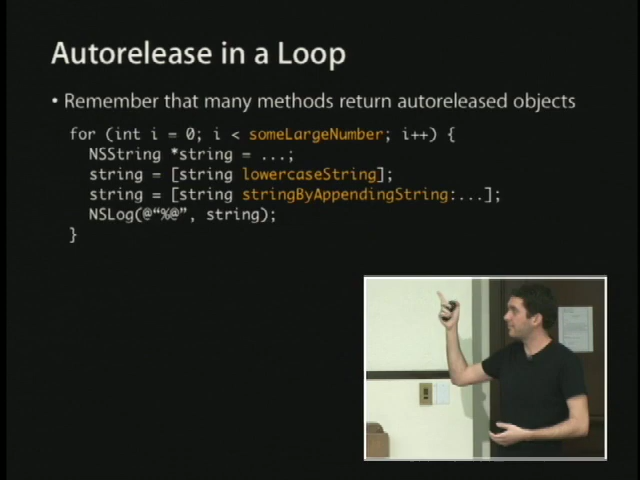 Autorelease in a Loop
• Remember that many methods return autoreleased objects
for (int i = 0; i < someLargeNumber; i++) {
NSString *string = ...;
string = [string lowercaseString];
string = [string stringByAppendingString:...];
NSLog(@“%@”, string);
}